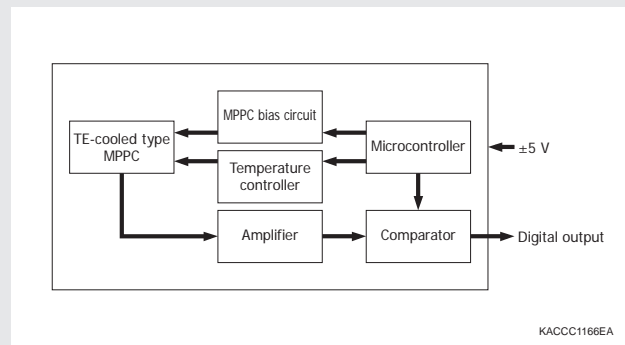 MPPC bias circuit
TE-cooled type
MPPC
Microcontroller
±5 V
Temperature
controller
Amplifier
Comparator
Digital output
KACCC1166EA